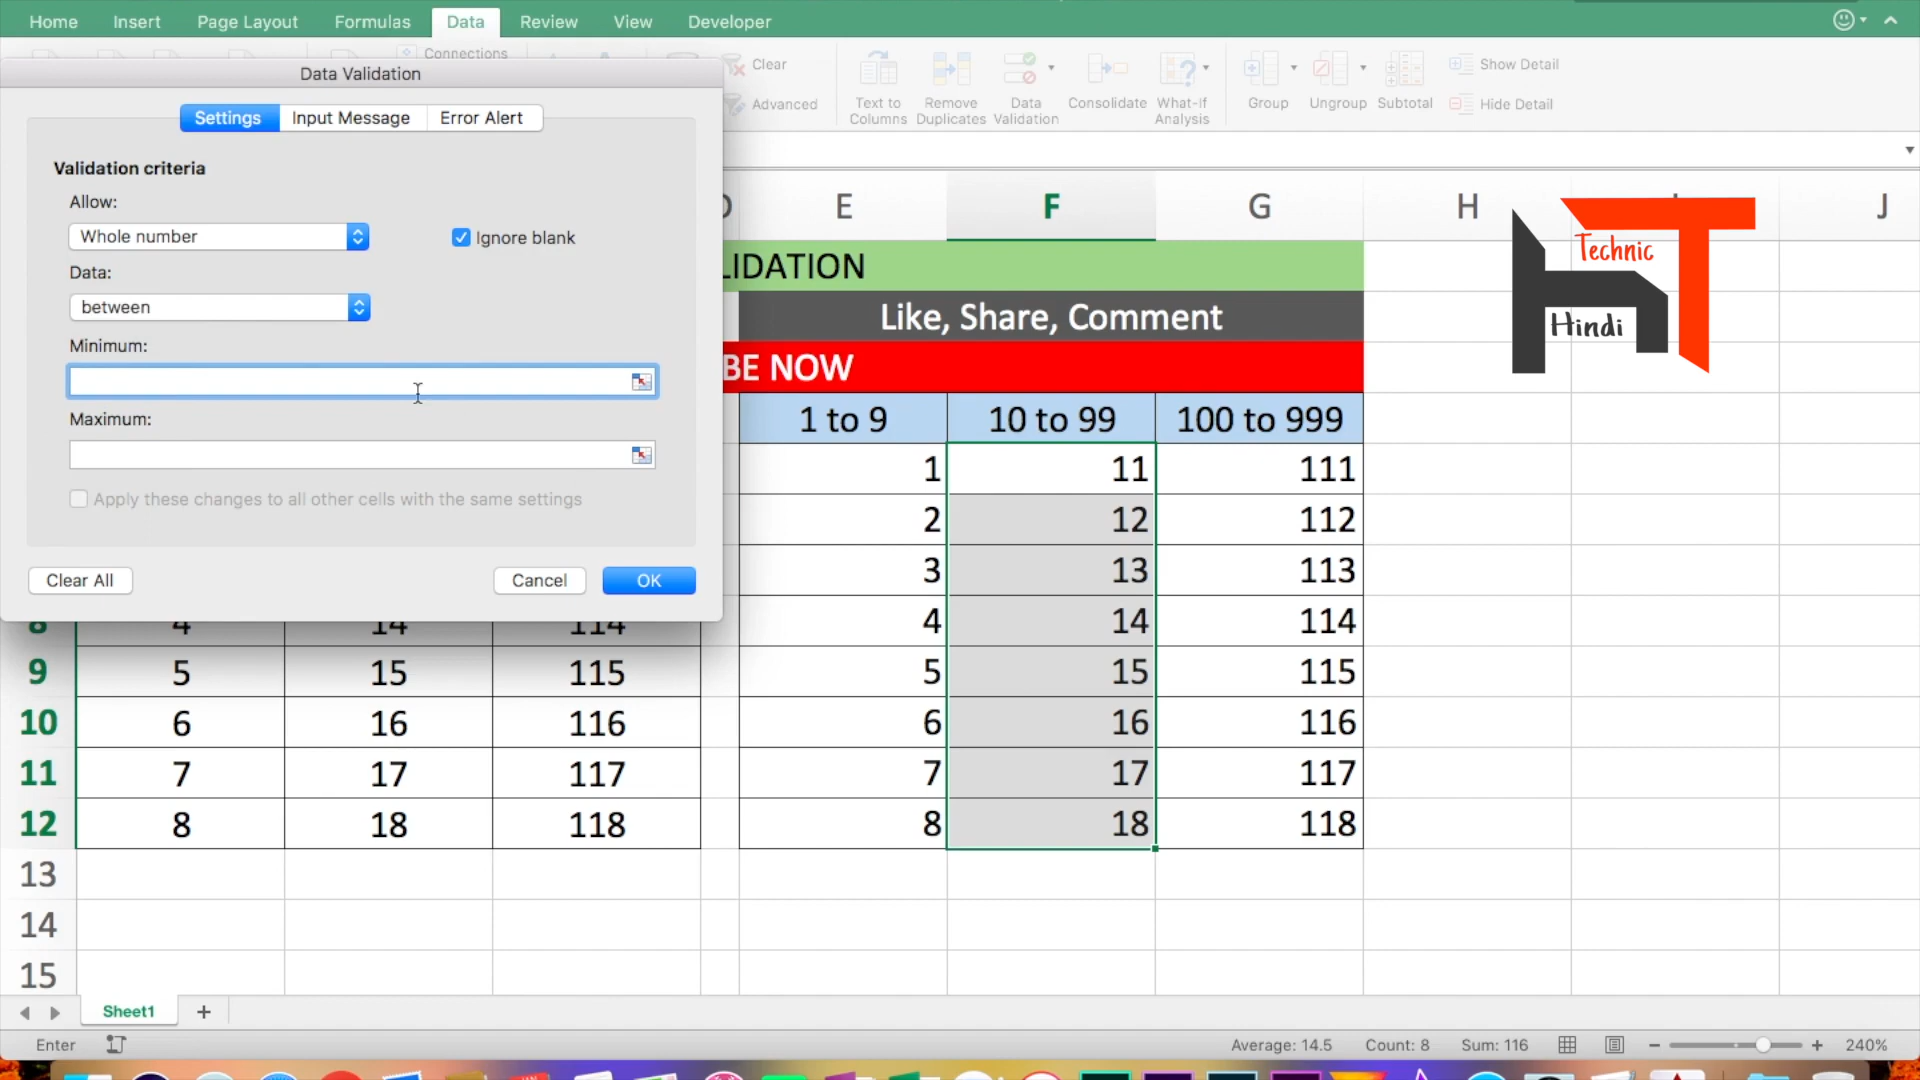 Home Insert Page Layout Formulas Data Review View Developer
Connections
Clear
Advanced
Text to Columns
Remove Duplicates
Data Validation
Consolidate
What-If Analysis
Group
Ungroup
Subtotal
Show Detail
Hide Detail
Data Validation
Settings Input Message Error Alert
Validation criteria
Allow:
Whole number
Ignore blank
Data:
between
Minimum:
Maximum:
Apply these changes to all other cells with the same settings
Clear All Cancel OK
E F G H J
LIDATION
Like, Share, Comment
BE NOW
Technic
Hindi
1 to 9 10 to 99 100 to 999
1 11 111
2 12 112
3 13 113
8 4 14 114 4 14 114
9 5 15 115 5 15 115
10 6 16 116 6 16 116
11 7 17 117 7 17 117
12 8 18 118 8 18 118
13
14
15
Sheet1 +
Enter Average: 14.5 Count: 8 Sum: 116 240%